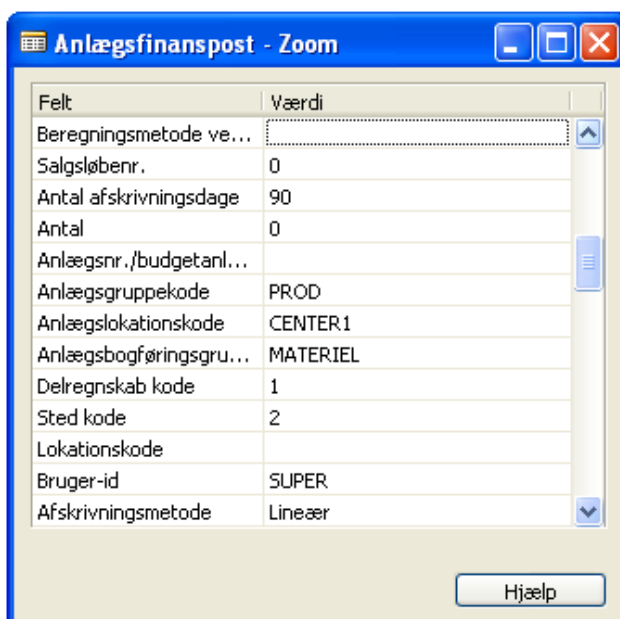 Anlægsfinanspost - Zoom
Felt Værdi
Beregningsmetode ve...
Salgsløbenr. 0
Antal afskrivningsdage 90
Antal 0
Anlægsnr./budgetanl...
Anlægsgruppekode PROD
Anlægslokationskode CENTER1
Anlægsbogføringsgru... MATERIEL
Delregnskab kode 1
Sted kode 2
Lokationskode
Bruger-id SUPER
Afskrivningsmetode Lineær
Hjælp